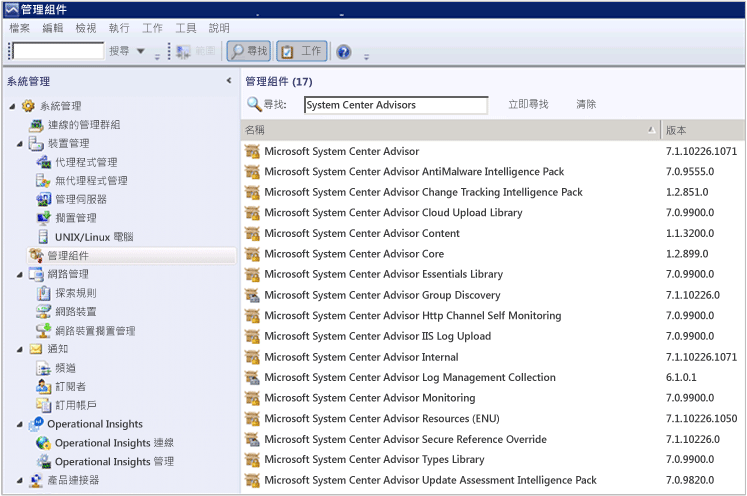 管理組件
檔案 編輯 檢視 執行 工作 工具 說明
搜尋 範圍 尋找 工作
系統管理
系統管理
連線的管理群組
裝置管理
代理程式管理
無代理程式管理
管理伺服器
擱置管理
UNIX/Linux 電腦
管理組件
網路管理
探索規則
網路裝置
網路裝置擱置管理
通知
頻道
訂閱者
訂用帳戶
Operational Insights
Operational Insights 連線
Operational Insights 管理
產品連接器
管理組件 (17)
尋找: System Center Advisors 立即尋找 清除
名稱 版本
Microsoft System Center Advisor 7.1.10226.1071
Microsoft System Center Advisor AntiMalware Intelligence Pack 7.0.9555.0
Microsoft System Center Advisor Change Tracking Intelligence Pack 1.2.851.0
Microsoft System Center Advisor Cloud Upload Library 7.0.9900.0
Microsoft System Center Advisor Content 1.1.3200.0
Microsoft System Center Advisor Core 1.2.899.0
Microsoft System Center Advisor Essentials Library 7.0.9900.0
Microsoft System Center Advisor Group Discovery 7.1.10226.0
Microsoft System Center Advisor Http Channel Self Monitoring 7.0.9900.0
Microsoft System Center Advisor IIS Log Upload 7.0.9900.0
Microsoft System Center Advisor Internal 7.1.10226.1071
Microsoft System Center Advisor Log Management Collection 6.1.0.1
Microsoft System Center Advisor Monitoring 7.0.9900.0
Microsoft System Center Advisor Resources (ENU) 7.1.10226.1050
Microsoft System Center Advisor Secure Reference Override 7.1.10226.0
Microsoft System Center Advisor Types Library 7.0.9900.0
Microsoft System Center Advisor Update Assessment Intelligence Pack 7.0.9820.0